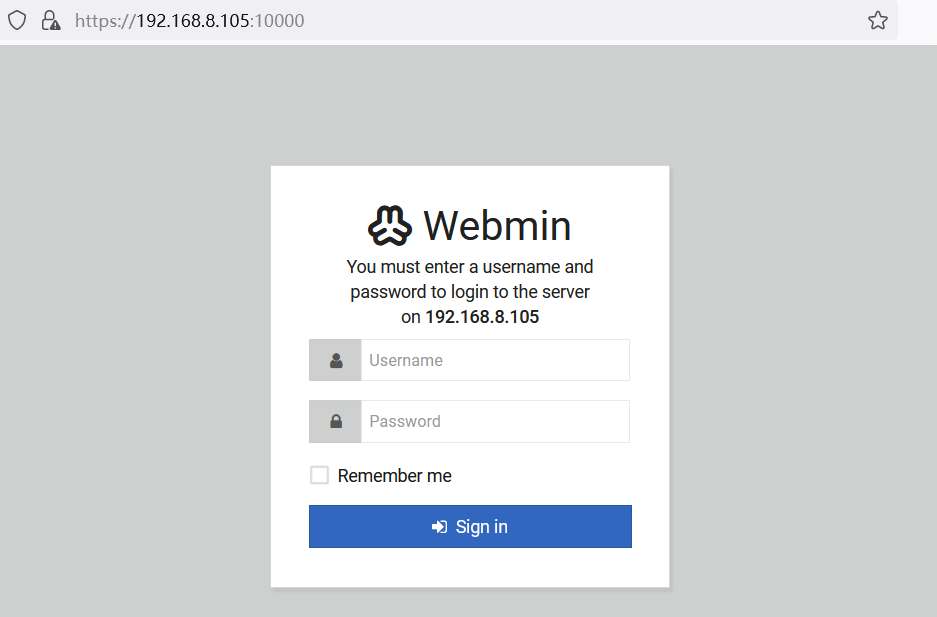 https://192.168.8.105:10000
Webmin
You must enter a username and
password to login to the server
on 192.168.8.105
Username
Password
Remember me
Sign in